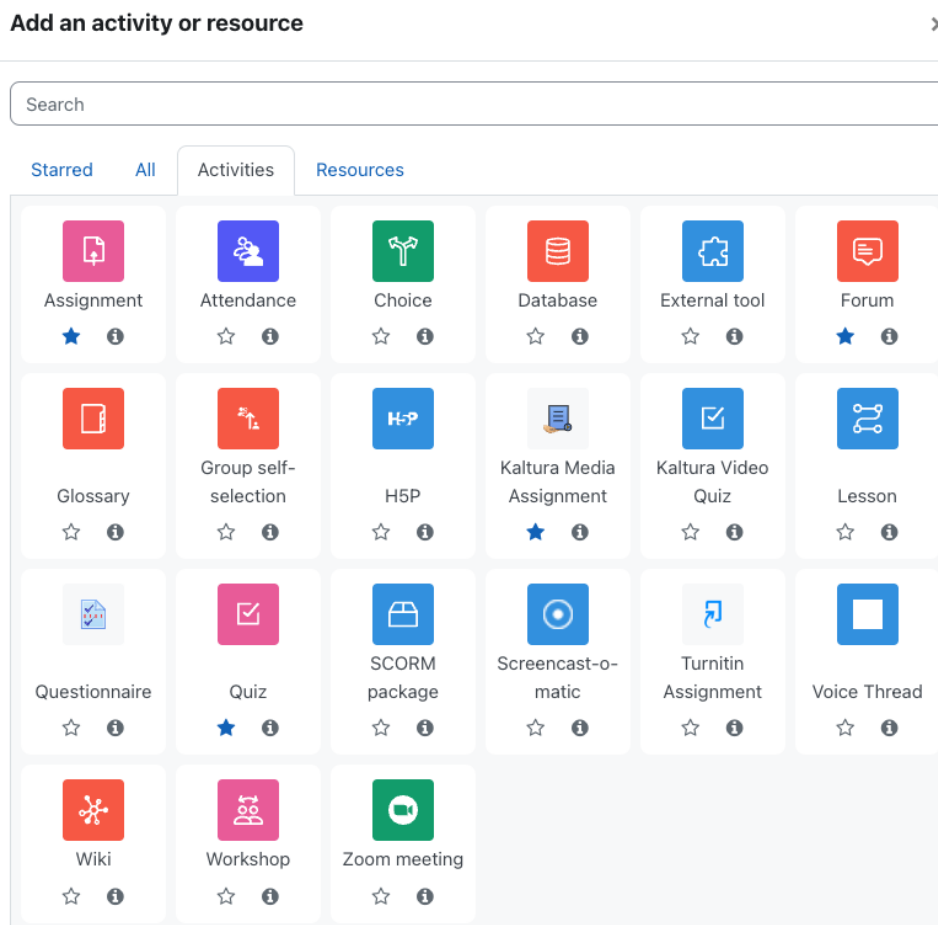 Add an activity or resource
Search
Starred All Activities Resources
Assignment Attendance Choice Database External tool Forum
H5P
Group self-
selection
Kaltura Media
Assignment
Kaltura Video
Quiz
Glossary H5P Lesson
SCORM
package
Screencast-o-
matic
Turnitin
Assignment
Questionnaire Quiz Voice Thread
Wiki Workshop Zoom meeting